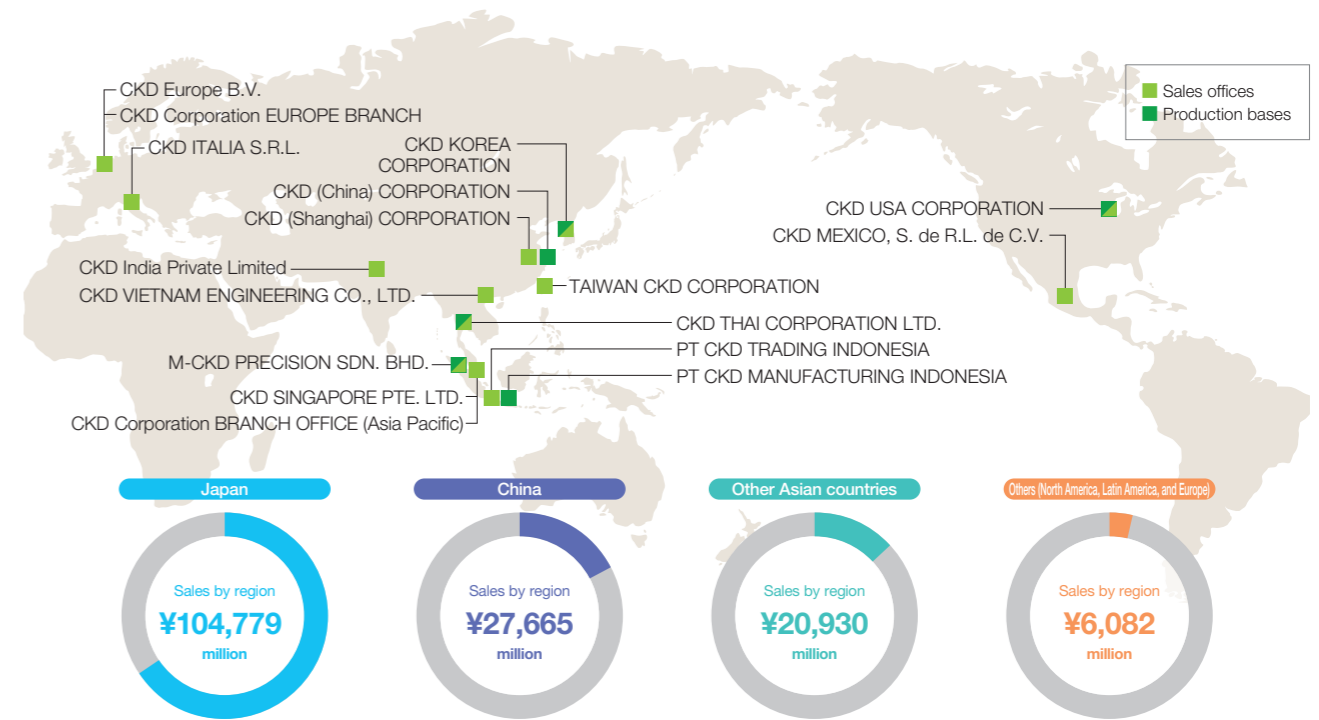 Sales offices
Production bases
CKD Europe B.V.
CKD Corporation EUROPE BRANCH
CKD ITALIA S.R.L.
CKD KOREA
CORPORATION
CKD (China) CORPORATION
CKD (Shanghai) CORPORATION
CKD India Private Limited
CKD VIETNAM ENGINEERING CO., LTD.
M-CKD PRECISION SDN. BHD.
CKD SINGAPORE PTE. LTD.
CKD Corporation BRANCH OFFICE (Asia Pacific)
TAIWAN CKD CORPORATION
CKD THAI CORPORATION LTD.
PT CKD TRADING INDONESIA
PT CKD MANUFACTURING INDONESIA
CKD USA CORPORATION
CKD MEXICO, S. de R.L. de C.V.
Japan
Sales by region
¥104,779
million
China
Sales by region
¥27,665
million
Other Asian countries
Sales by region
¥20,930
million
Others (North America, Latin America, and Europe)
Sales by region
¥6,082
million